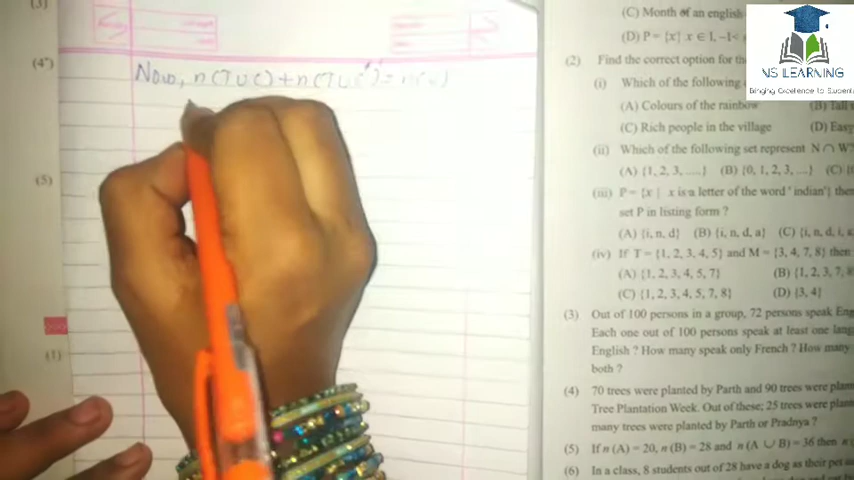 (3)
(4)
(5)
(1)
Now, n(T∪C)+n(T∪C)'=n(U)
(C) Month of an english
(D) P = {x| x ∈ I, –1<
(2) Find the correct option for the
(i) Which of the following
(A) Colours of the rainbow (B) Tall
(C) Rich people in the village (D) Easy
(ii) Which of the following set represent N ∩ W?
(A) {1, 2, 3, .....} (B) {0, 1, 2, 3, ...} (C) {
(iii) P = {x | x is a letter of the word ' indian'} then
set P in listing form ?
(A) {i, n, d} (B) {i, n, d, a} (C) {i, n, d, i, a
(iv) If T = {1, 2, 3, 4, 5} and M = {3, 4, 7, 8} then
(A) {1, 2, 3, 4, 5, 7} (B) {1, 2, 3, 7, 8
(C) {1, 2, 3, 4, 5, 7, 8} (D) {3, 4}
(3) Out of 100 persons in a group, 72 persons speak Eng
Each one out of 100 persons speak at least one lang
English ? How many speak only French ? How many
both ?
(4) 70 trees were planted by Parth and 90 trees were plan
Tree Plantation Week. Out of these; 25 trees were plan
many trees were planted by Parth or Pradnya ?
(5) If n (A) = 20, n (B) = 28 and n (A ∪ B) = 36 then n
(6) In a class, 8 students out of 28 have a dog as their pet
NS LEARNING
Bringing Excellence to Students